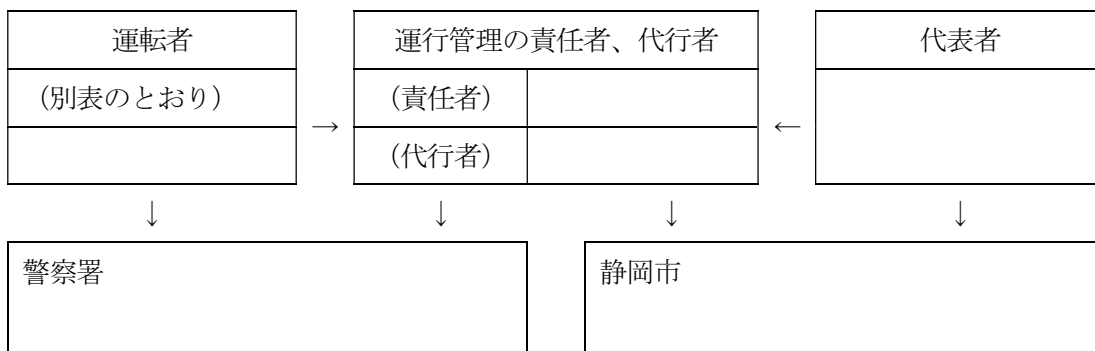 運転者
運行管理の責任者、代行者
代表者
(別表のとおり)
(責任者)
→
←
(代行者)
↓ ↓ ↓ ↓
警察署
静岡市